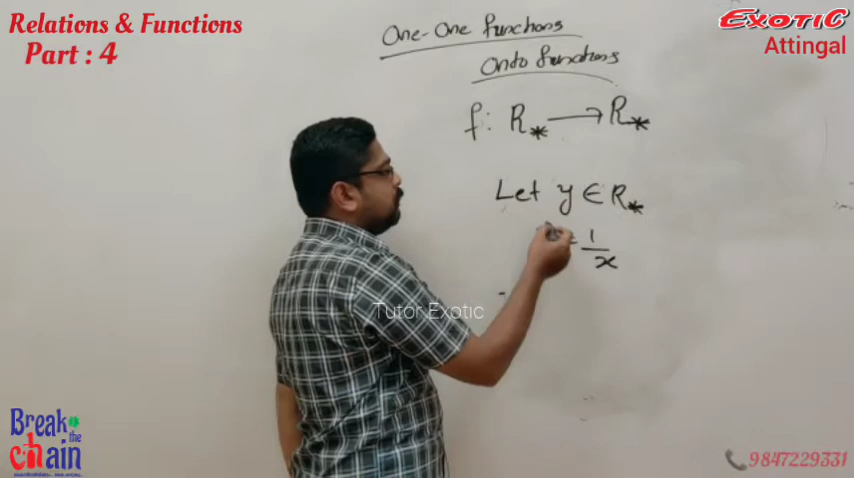 Relations & Functions
Part : 4
EXOTIC
Attingal
One-One functions
Onto functions
f: R* → R*
Let y ∈ R*
= 1/x
Tutor Exotic
Break
the
chain
9847229331